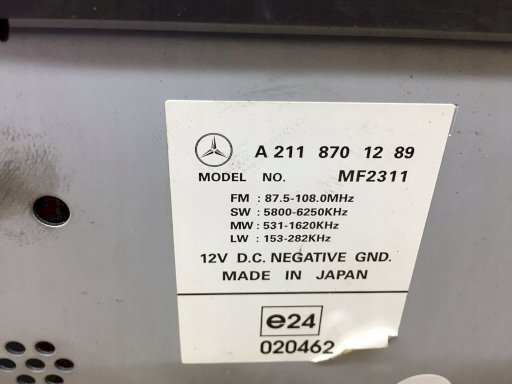 A 211 870 12 89
MODEL NO. MF2311
FM : 87.5-108.0MHz
SW : 5800-6250KHz
MW : 531-1620KHz
LW : 153-282KHz
12V D.C. NEGATIVE GND.
MADE IN JAPAN
e24
020462